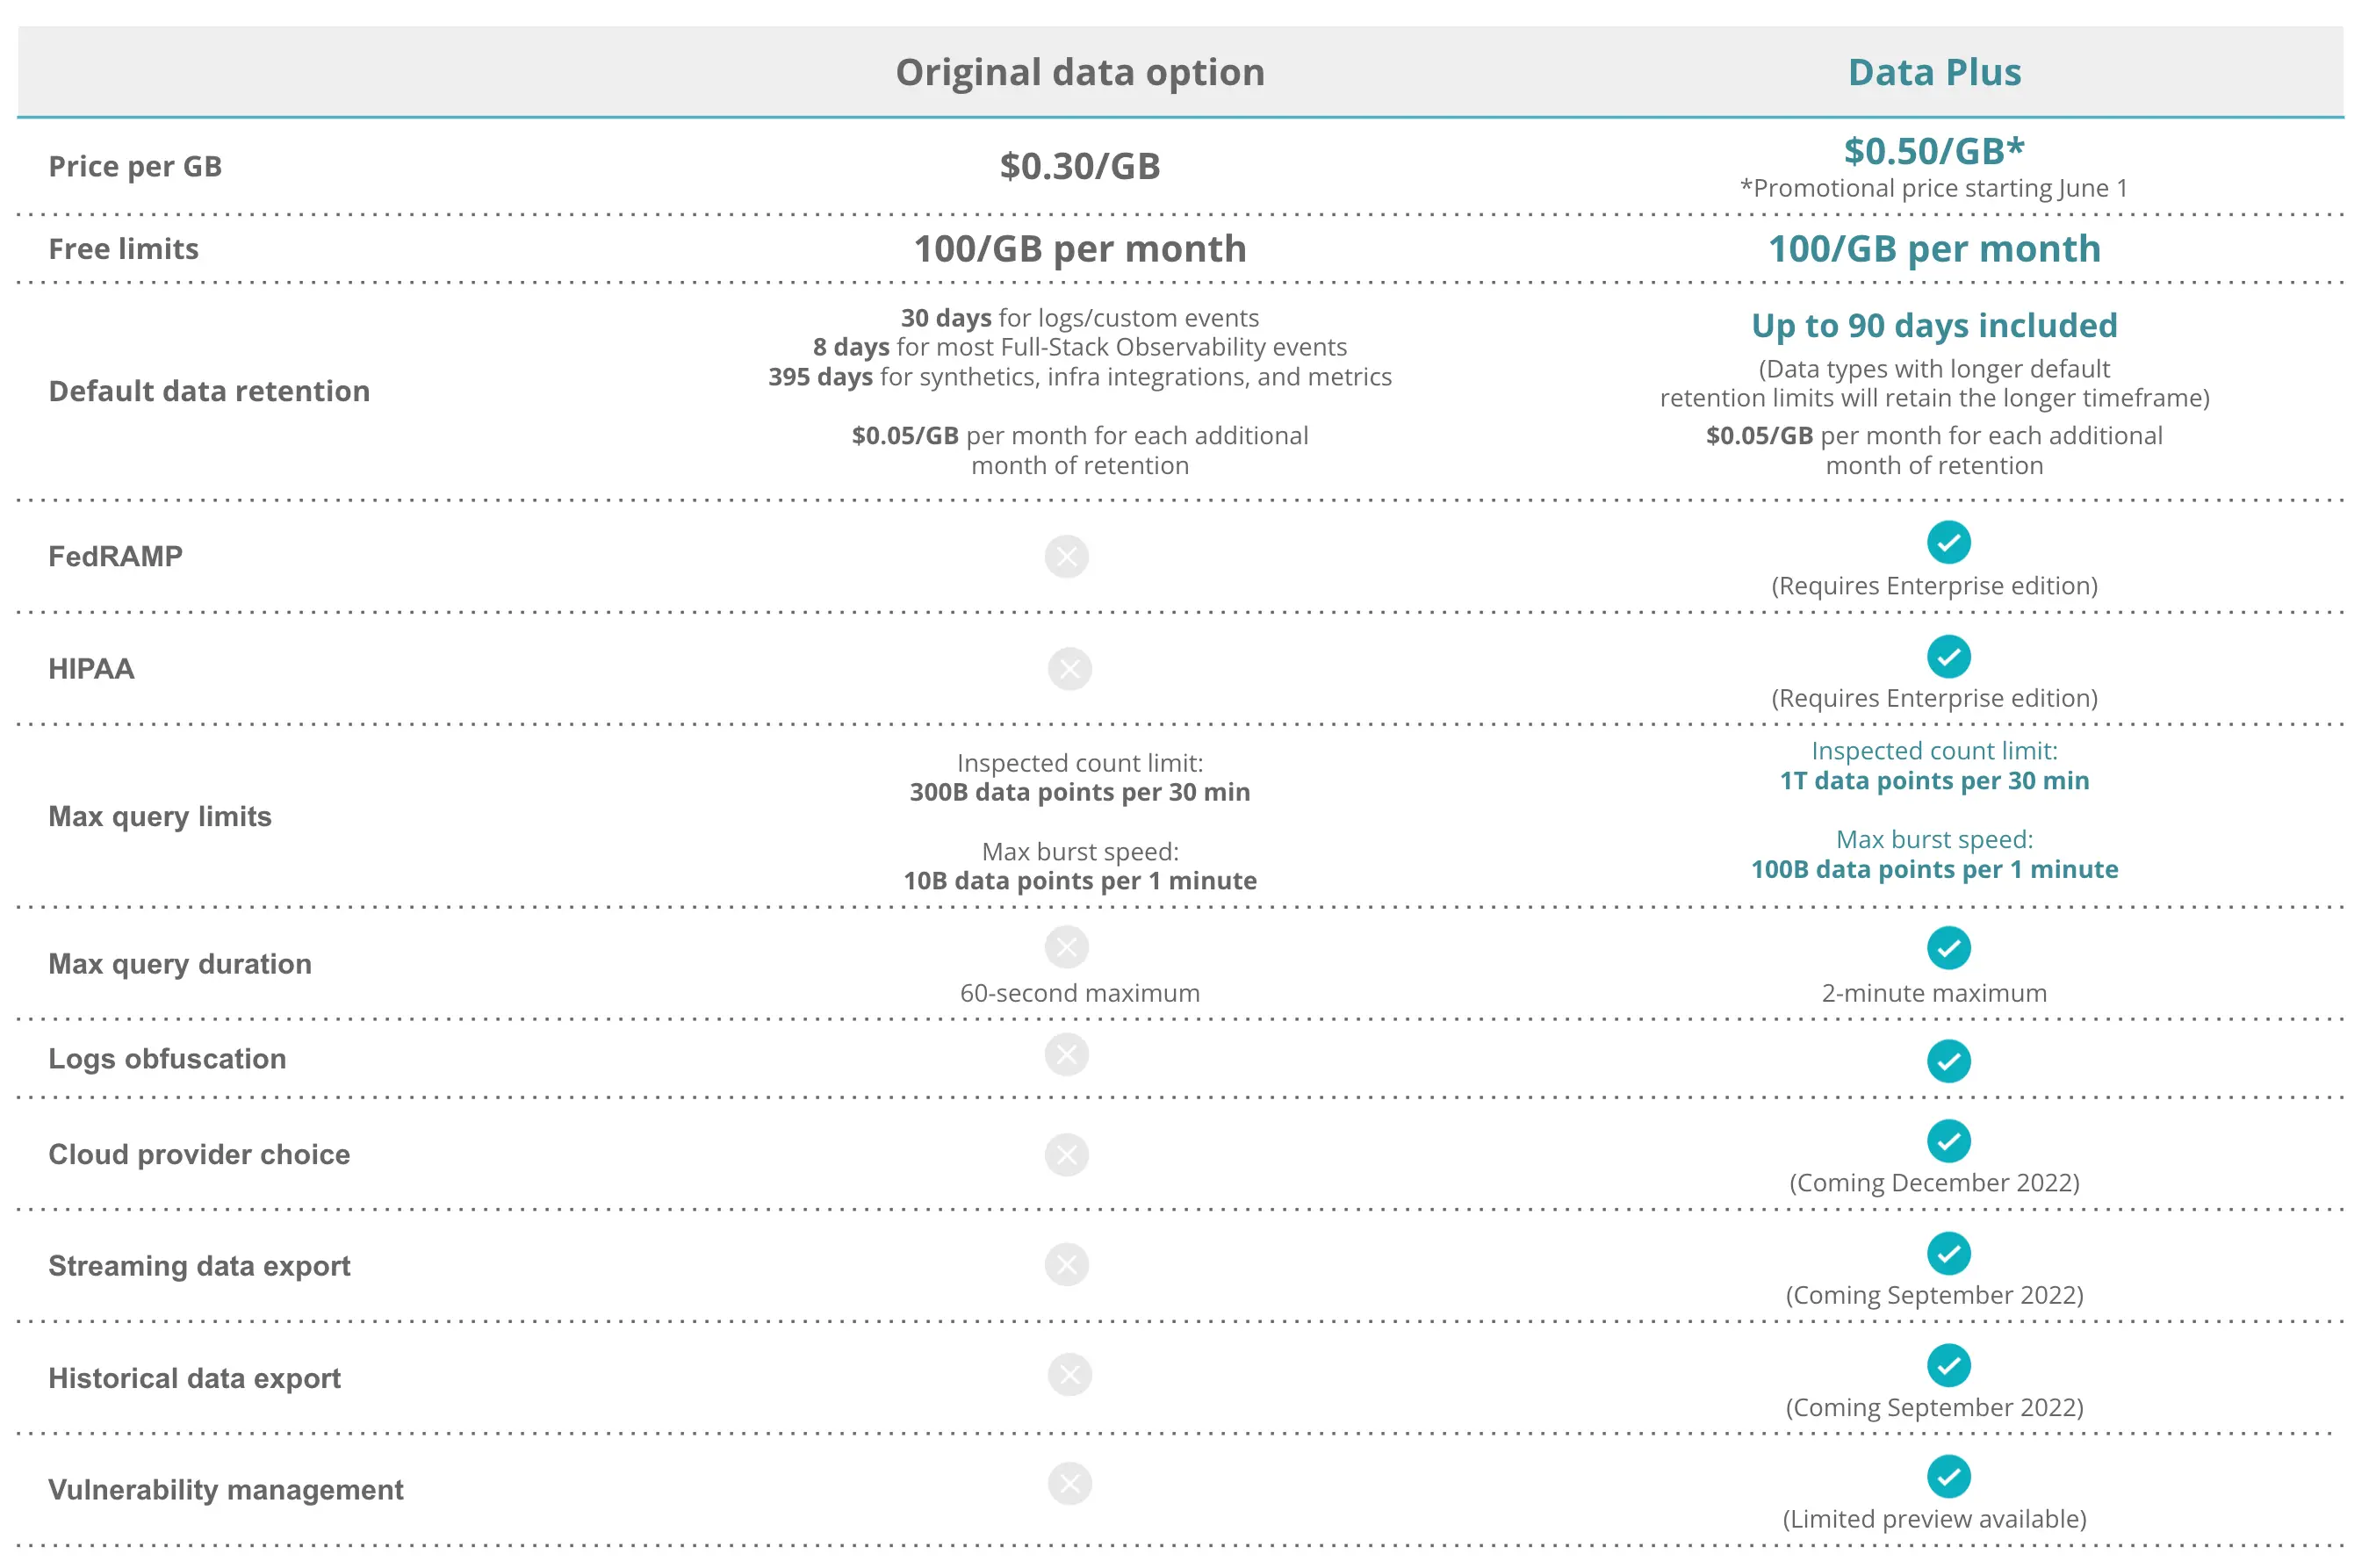 Original data option
Data Plus
Price per GB
$0.30/GB
$0.50/GB*
*Promotional price starting June 1
Free limits
100/GB per month
100/GB per month
Default data retention
30 days for logs/custom events
8 days for most Full-Stack Observability events
395 days for synthetics, infra integrations, and metrics
$0.05/GB per month for each additional
month of retention
Up to 90 days included
(Data types with longer default
retention limits will retain the longer timeframe)
$0.05/GB per month for each additional
month of retention
FedRAMP
(Requires Enterprise edition)
HIPAA
(Requires Enterprise edition)
Max query limits
Inspected count limit:
300B data points per 30 min
Max burst speed:
10B data points per 1 minute
Inspected count limit:
1T data points per 30 min
Max burst speed:
100B data points per 1 minute
Max query duration
60-second maximum
2-minute maximum
Logs obfuscation
Cloud provider choice
(Coming December 2022)
Streaming data export
(Coming September 2022)
Historical data export
(Coming September 2022)
Vulnerability management
(Limited preview available)